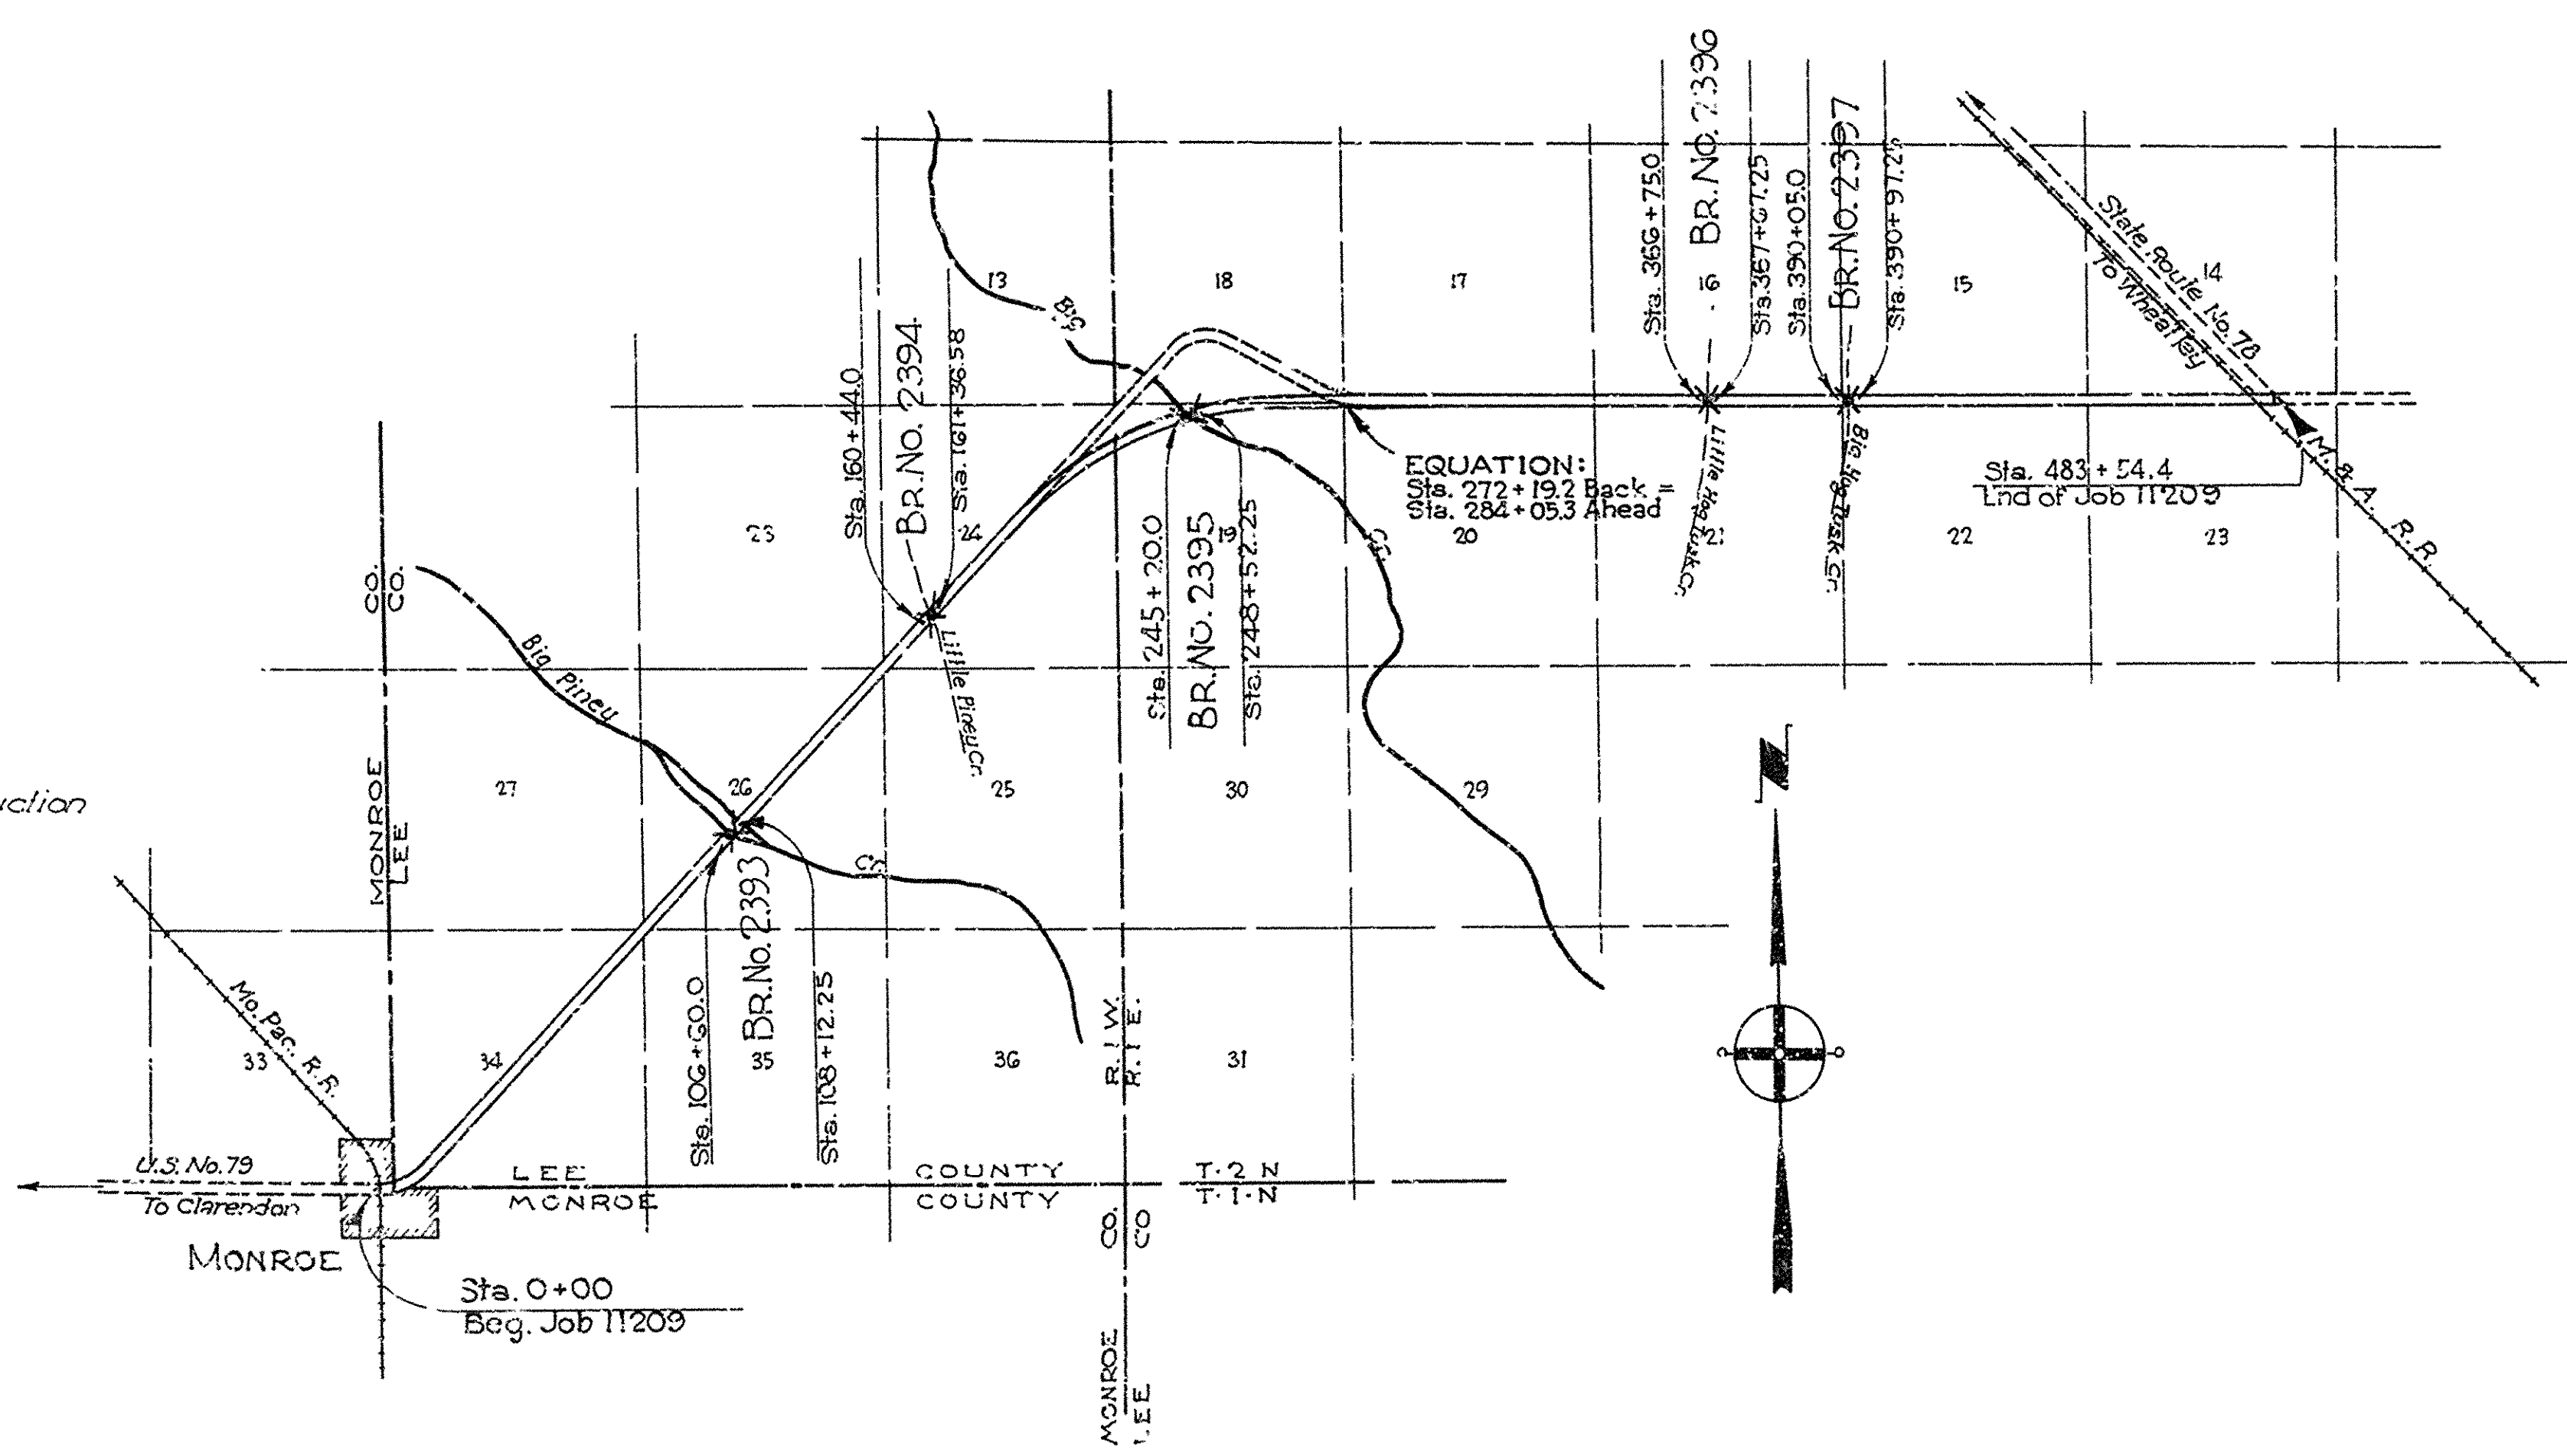 BR.NO. 2396
BR.NO. 2397
Sta. 366+75.0
Sta. 367+67.25
Sta. 390+05.0
Sta. 390+97.25
State Route No. 78
To Wheatley
13
18
17
16
15
14
Big
Sta. 160+44.0
BR.NO. 2394
Sta. 161+36.58
EQUATION:
Sta. 272+19.2 Back =
Sta. 284+05.3 Ahead
Little Hog Tusk Cr.
Big Hog Tusk Cr.
Sta. 483+54.4
End of Job 11209
M. & A. R.R.
23
24
19
20
21
22
23
Cr.
Sta. 245+20.0
BR.NO. 2395
Sta. 248+52.25
CO.
CO.
Big Piney
Little Piney Cr.
27
26
25
30
29
uction
MONROE
LEE
Cr.
BR.No. 2393
Sta. 106+60.0
Sta. 108+12.25
Mo. Pac. R.R.
33
34
35
36
31
R.1W.
R.1E.
U.S. No. 79
To Clarendon
LEE COUNTY T·2·N
MONROE COUNTY T·1·N
MONROE
CO.
CO
Sta. 0+00
Beg. Job 11209
MONROE
LEE